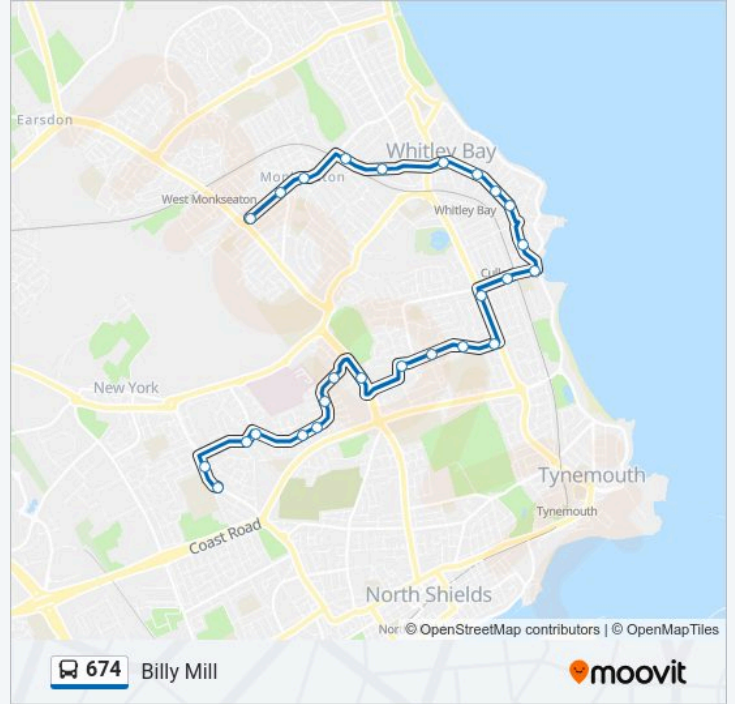 Earsdon
Whitley Bay
Monkseaton
West Monkseaton
Whitley Bay
Cull
New York
Tynemouth
Tynemouth
Coast Road
North Shields
Nor
© OpenStreetMap contributors | © OpenMapTiles
674 Billy Mill
moovit